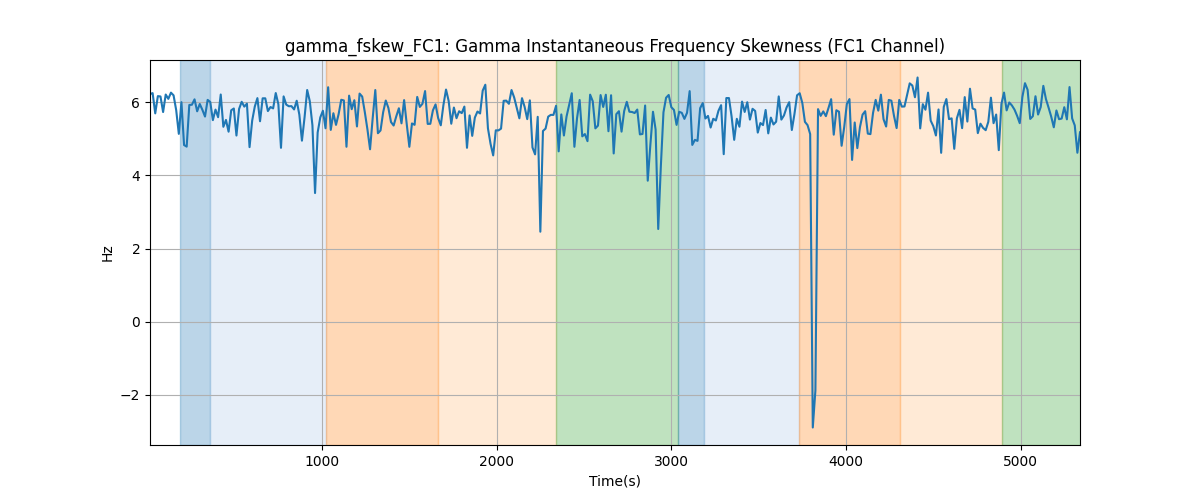 gamma_fskew_FC1: Gamma Instantaneous Frequency Skewness (FC1 Channel)
6
4
2
0
−2
Hz
1000 2000 3000 4000 5000
Time(s)